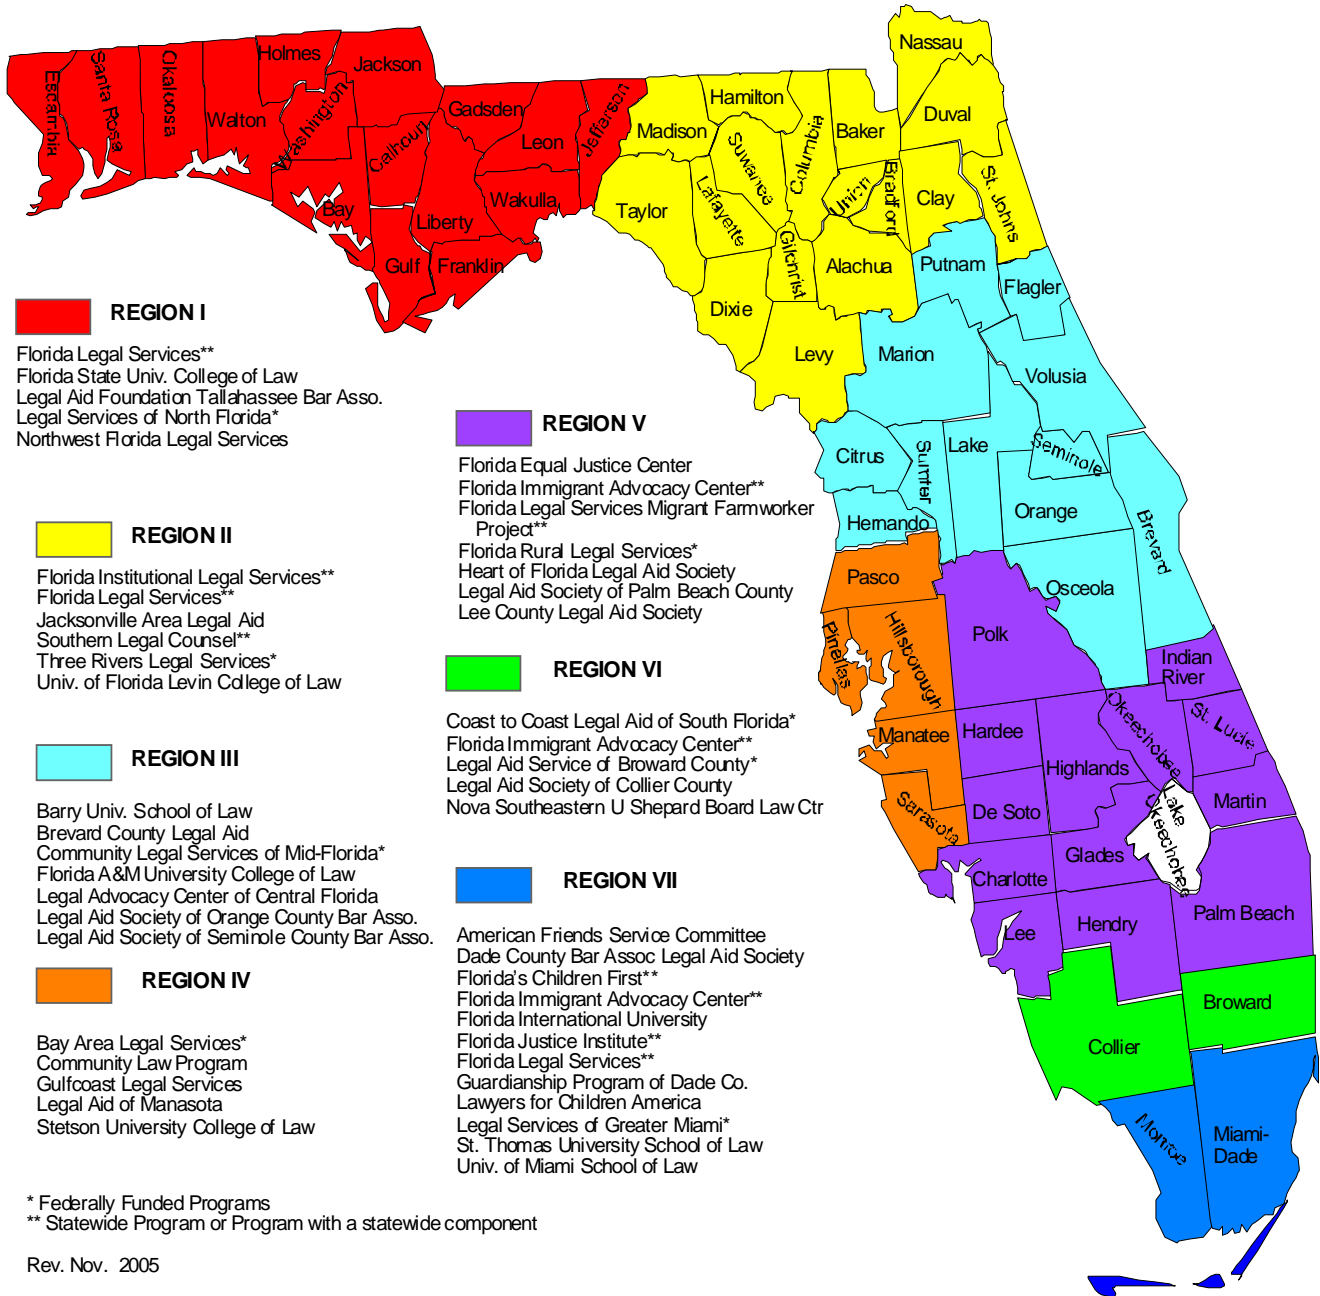 Nassau
Holmes
Jackson
Escambia
Santa Rosa
Okaloosa
Walton
Washington
Calhoun
Gadsden
Leon
Jefferson
Madison
Hamilton
Suwanee
Columbia
Baker
Duval
Bay
Liberty
Wakulla
Taylor
Lafayette
Union
Bradford
Clay
St. Johns
Gulf
Franklin
Gilchrist
Alachua
Putnam
Flagler
Dixie
Levy
Marion
Volusia
Citrus
Sumter
Lake
Seminole
Hernando
Orange
Brevard
Pasco
Osceola
Pinellas
Hillsborough
Polk
Indian
River
Manatee
Hardee
Highlands
Okeechobee
St. Lucie
Sarasota
De Soto
Lake
Okeechobee
Martin
Charlotte
Glades
Lee
Hendry
Palm Beach
Collier
Broward
Monroe
Miami-
Dade
REGION I
Florida Legal Services**
Florida State Univ. College of Law
Legal Aid Foundation Tallahassee Bar Asso.
Legal Services of North Florida*
Northwest Florida Legal Services
REGION II
Florida Institutional Legal Services**
Florida Legal Services**
Jacksonville Area Legal Aid
Southern Legal Counsel**
Three Rivers Legal Services*
Univ. of Florida Levin College of Law
REGION III
Barry Univ. School of Law
Brevard County Legal Aid
Community Legal Services of Mid-Florida*
Florida A&M University College of Law
Legal Advocacy Center of Central Florida
Legal Aid Society of Orange County Bar Asso.
Legal Aid Society of Seminole County Bar Asso.
REGION IV
Bay Area Legal Services*
Community Law Program
Gulfcoast Legal Services
Legal Aid of Manasota
Stetson University College of Law
REGION V
Florida Equal Justice Center
Florida Immigrant Advocacy Center**
Florida Legal Services Migrant Farmworker
Project**
Florida Rural Legal Services*
Heart of Florida Legal Aid Society
Legal Aid Society of Palm Beach County
Lee County Legal Aid Society
REGION VI
Coast to Coast Legal Aid of South Florida*
Florida Immigrant Advocacy Center**
Legal Aid Service of Broward County*
Legal Aid Society of Collier County
Nova Southeastern U Shepard Board Law Ctr
REGION VII
American Friends Service Committee
Dade County Bar Assoc Legal Aid Society
Florida's Children First**
Florida Immigrant Advocacy Center**
Florida International University
Florida Justice Institute**
Florida Legal Services**
Guardianship Program of Dade Co.
Lawyers for Children America
Legal Services of Greater Miami*
St. Thomas University School of Law
Univ. of Miami School of Law
* Federally Funded Programs
** Statewide Program or Program with a statewide component
Rev. Nov. 2005